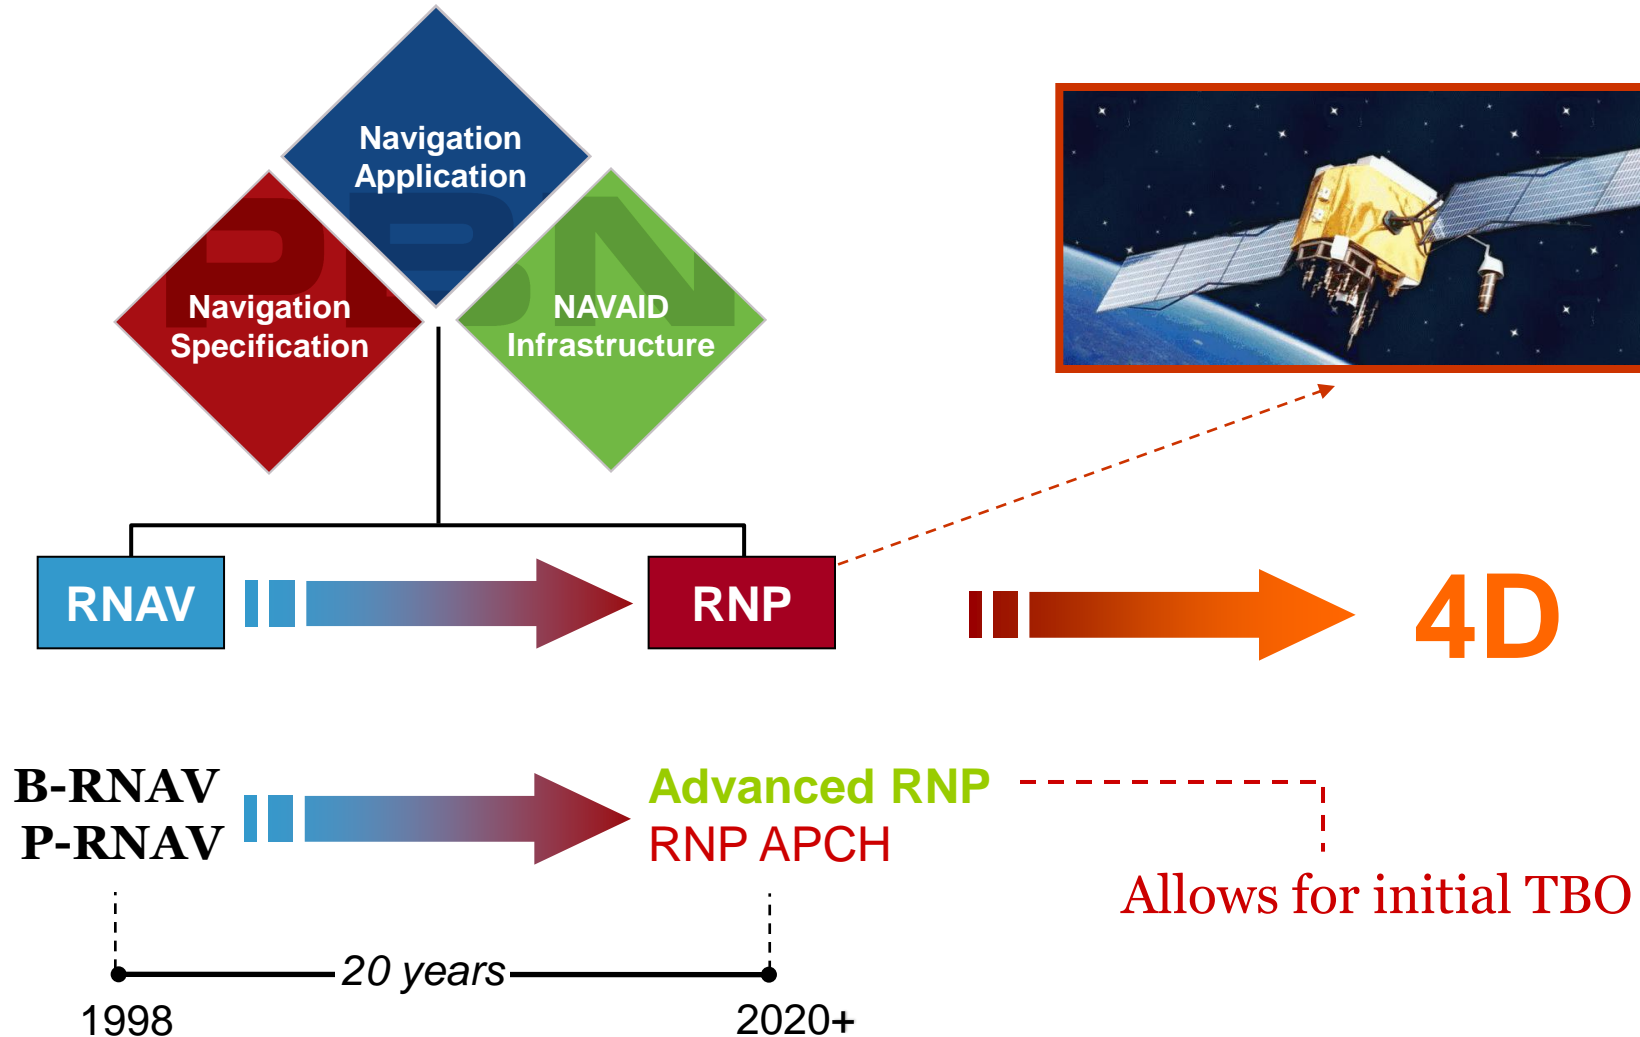 Navigation
Application
PBN
Navigation
Specification
NAVAID
Infrastructure
RNAV
RNP
4D
B-RNAV
P-RNAV
Advanced RNP
RNP APCH
Allows for initial TBO
20 years
1998
2020+